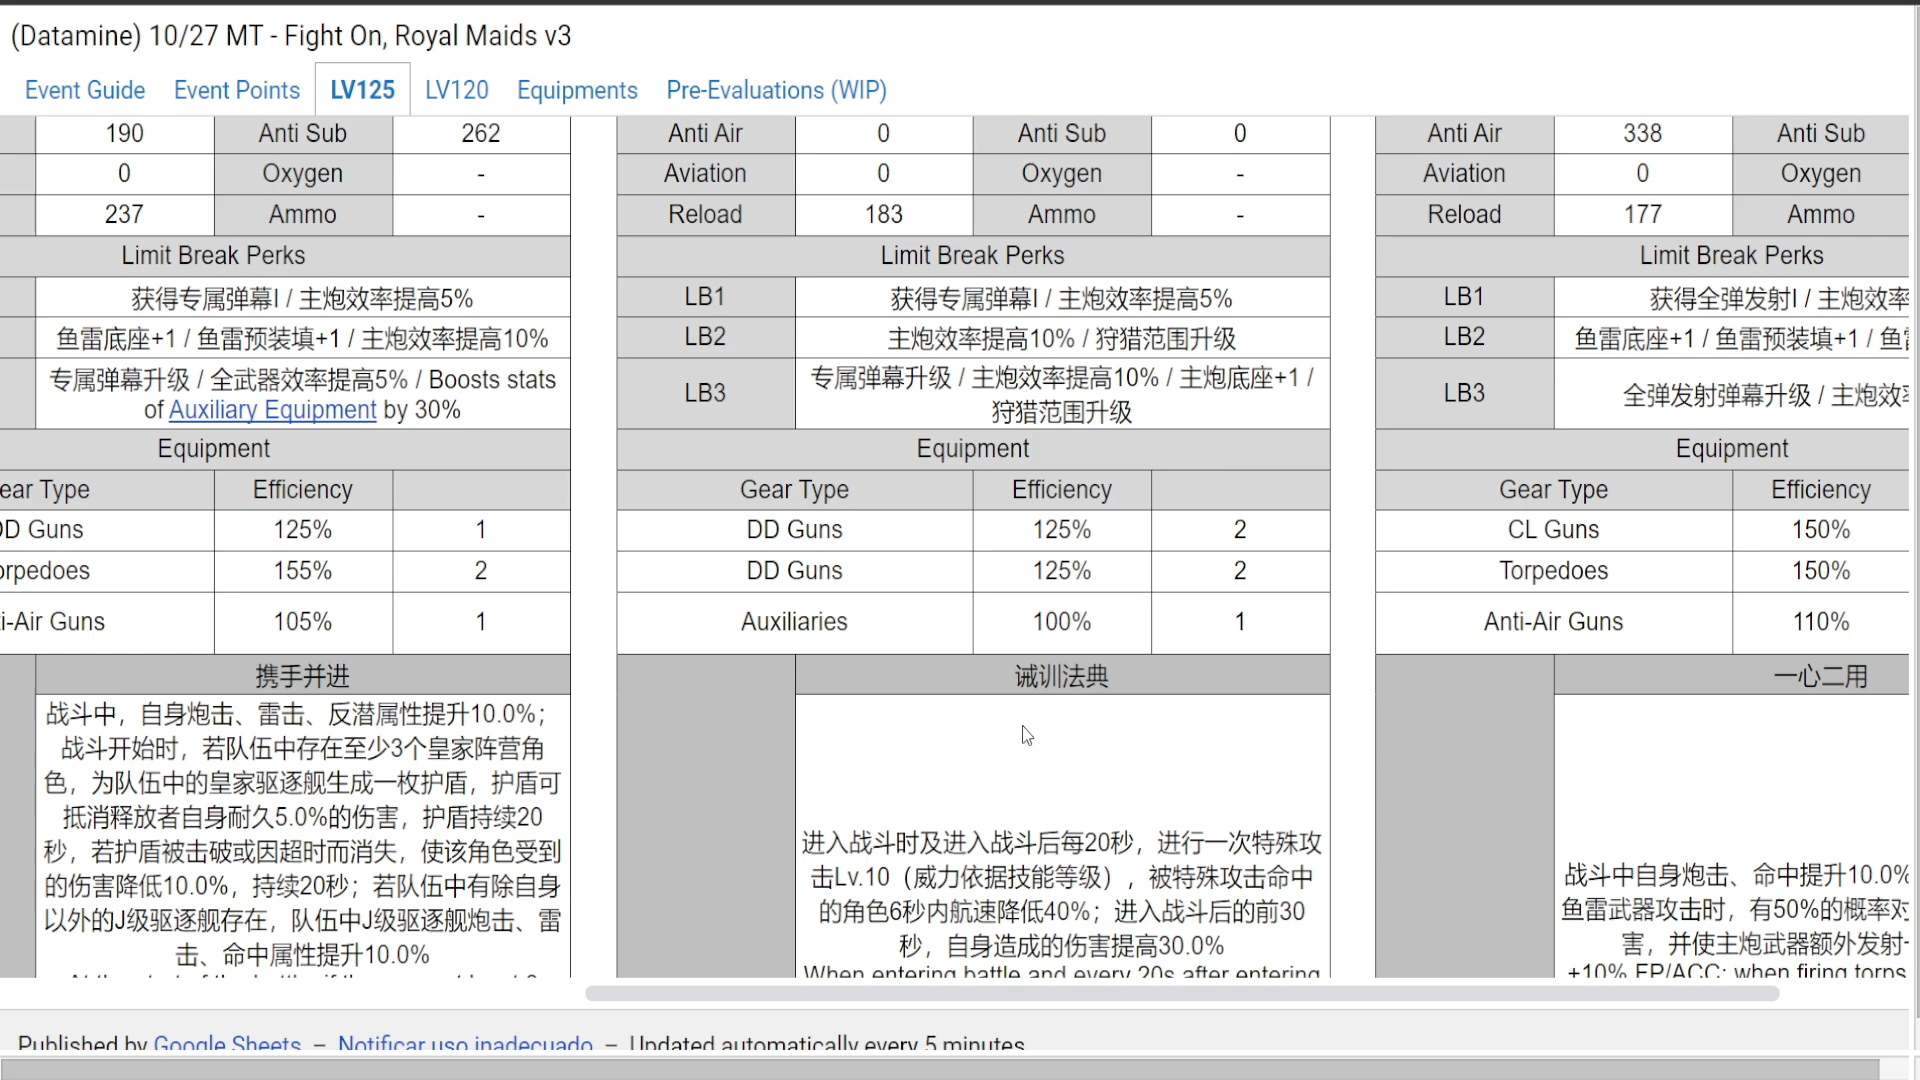 (Datamine) 10/27 MT - Fight On, Royal Maids v3
Event Guide Event Points LV125 LV120 Equipments Pre-Evaluations (WIP)
190 Anti Sub 262
0 Oxygen -
237 Ammo -
Limit Break Perks
获得专属弹幕I / 主炮效率提高5%
鱼雷底座+1 / 鱼雷预装填+1 / 主炮效率提高10%
专属弹幕升级 / 全武器效率提高5% / Boosts stats
of Auxiliary Equipment by 30%
Equipment
ear Type Efficiency
DD Guns 125% 1
orpedoes 155% 2
i-Air Guns 105% 1
携手并进
战斗中，自身炮击、雷击、反潜属性提升10.0%；
战斗开始时，若队伍中存在至少3个皇家阵营角
色，为队伍中的皇家驱逐舰生成一枚护盾，护盾可
抵消释放者自身耐久5.0%的伤害，护盾持续20
秒，若护盾被击破或因超时而消失，使该角色受到
的伤害降低10.0%，持续20秒；若队伍中有除自身
以外的J级驱逐舰存在，队伍中J级驱逐舰炮击、雷
击、命中属性提升10.0%
Anti Air 0 Anti Sub 0
Aviation 0 Oxygen -
Reload 183 Ammo -
Limit Break Perks
LB1 获得专属弹幕I / 主炮效率提高5%
LB2 主炮效率提高10% / 狩猎范围升级
LB3 专属弹幕升级 / 主炮效率提高10% / 主炮底座+1 /
狩猎范围升级
Equipment
Gear Type Efficiency
DD Guns 125% 2
DD Guns 125% 2
Auxiliaries 100% 1
诫训法典
进入战斗时及进入战斗后每20秒，进行一次特殊攻
击Lv.10（威力依据技能等级），被特殊攻击命中
的角色6秒内航速降低40%；进入战斗后的前30
秒，自身造成的伤害提高30.0%
When entering battle and every 20s after entering
Anti Air 338 Anti Sub
Aviation 0 Oxygen
Reload 177 Ammo
Limit Break Perks
LB1 获得全弹发射I / 主炮效率
LB2 鱼雷底座+1 / 鱼雷预装填+1 / 鱼
LB3 全弹发射弹幕升级 / 主炮效
Equipment
Gear Type Efficiency
CL Guns 150%
Torpedoes 150%
Anti-Air Guns 110%
一心二用
战斗中自身炮击、命中提升10.0%
鱼雷武器攻击时，有50%的概率对
害，并使主炮武器额外发射
+10% FP/ACC; when firing torps
Published by Google Sheets – Notificar uso inadecuado – Updated automatically every 5 minutes